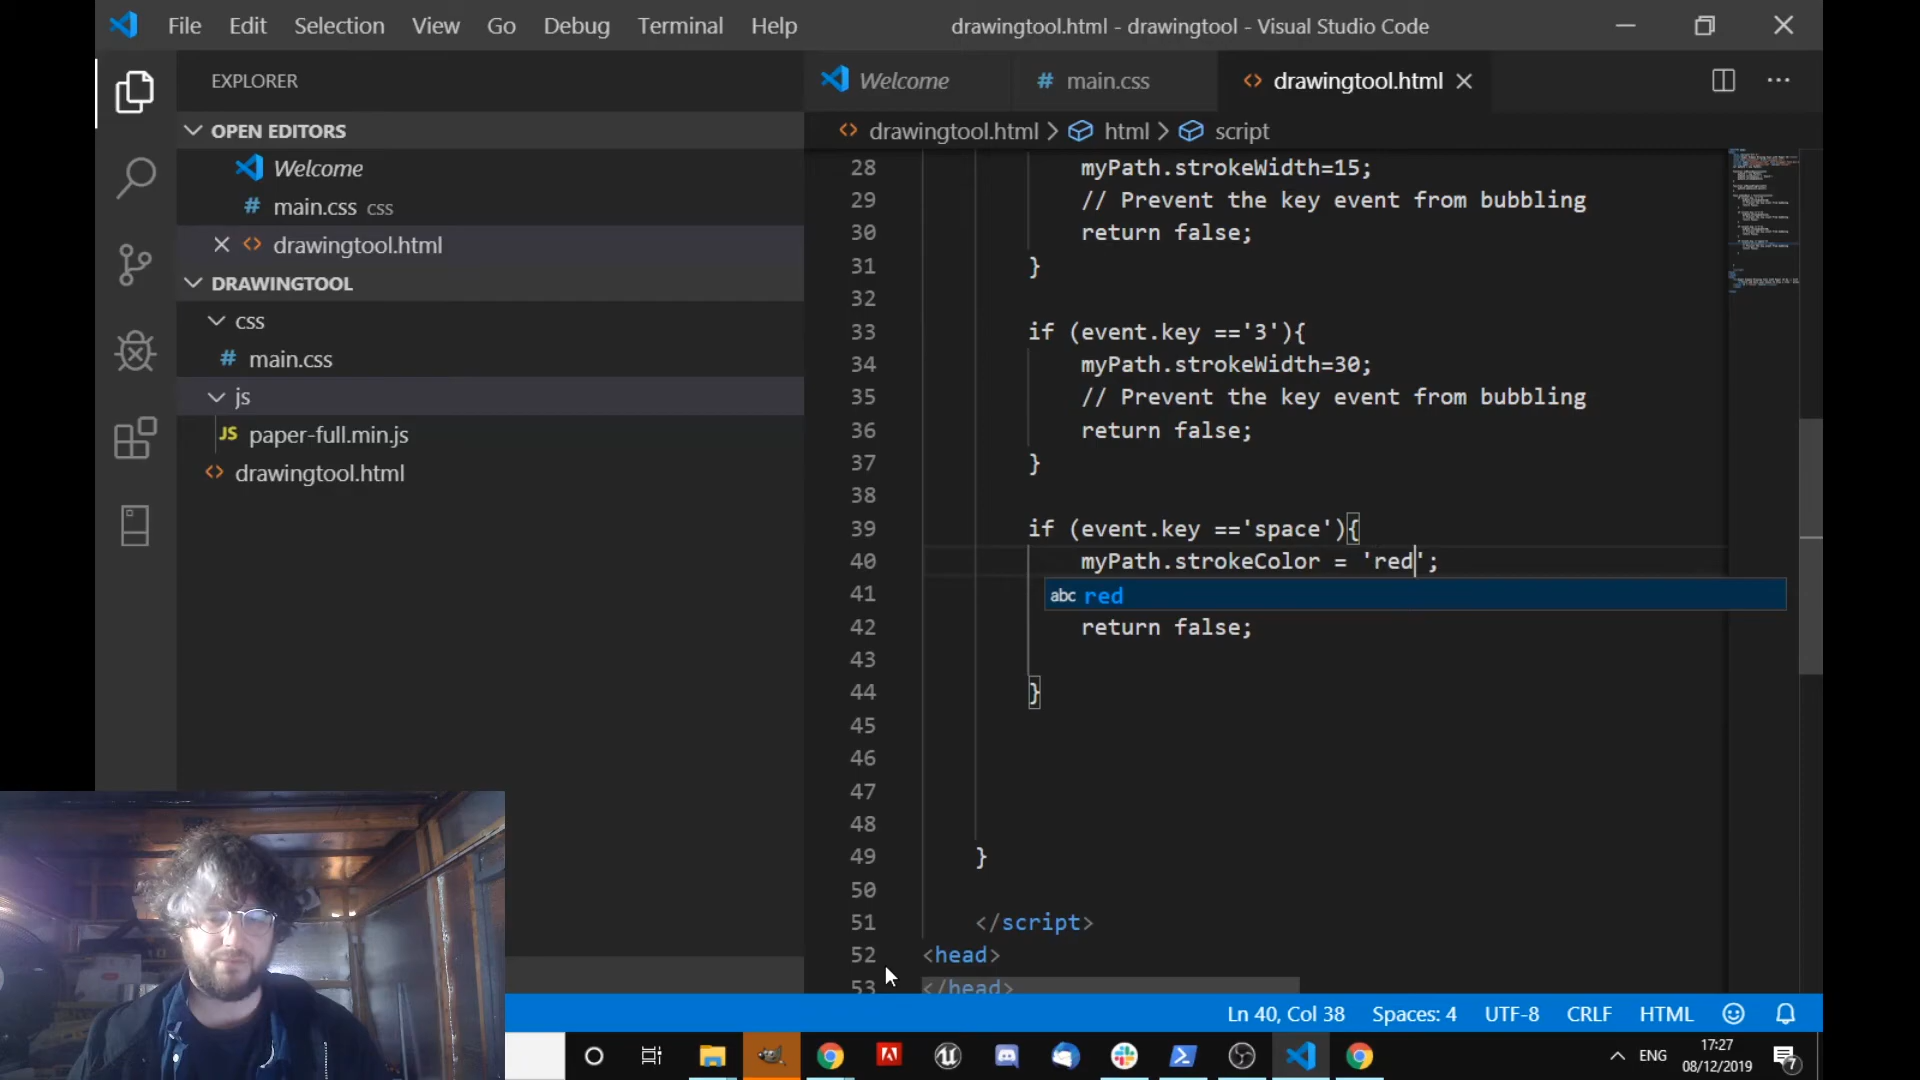 File Edit Selection View Go Debug Terminal Help
drawingtool.html - drawingtool - Visual Studio Code
EXPLORER
OPEN EDITORS
Welcome
# main.css css
drawingtool.html
DRAWINGTOOL
css
# main.css
js
JS paper-full.min.js
drawingtool.html
Welcome # main.css drawingtool.html
drawingtool.html > html > script
28 myPath.strokeWidth=15;
29 // Prevent the key event from bubbling
30 return false;
31 }
32
33 if (event.key =='3'){
34 myPath.strokeWidth=30;
35 // Prevent the key event from bubbling
36 return false;
37 }
38
39 if (event.key =='space'){
40 myPath.strokeColor = 'red';
41 abc red
42 return false;
43
44 }
45
46
47
48
49 }
50
51 </script>
52 <head>
53 </head>
Ln 40, Col 38 Spaces: 4 UTF-8 CRLF HTML
ENG
17:27
08/12/2019
7